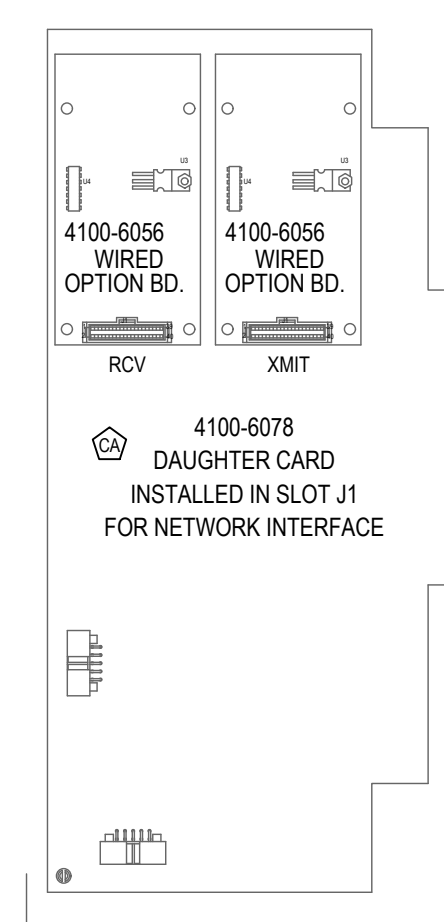 U3
U4
4100-6056
WIRED
OPTION BD.
RCV
U3
U4
4100-6056
WIRED
OPTION BD.
XMIT
CA
4100-6078
DAUGHTER CARD
INSTALLED IN SLOT J1
FOR NETWORK INTERFACE